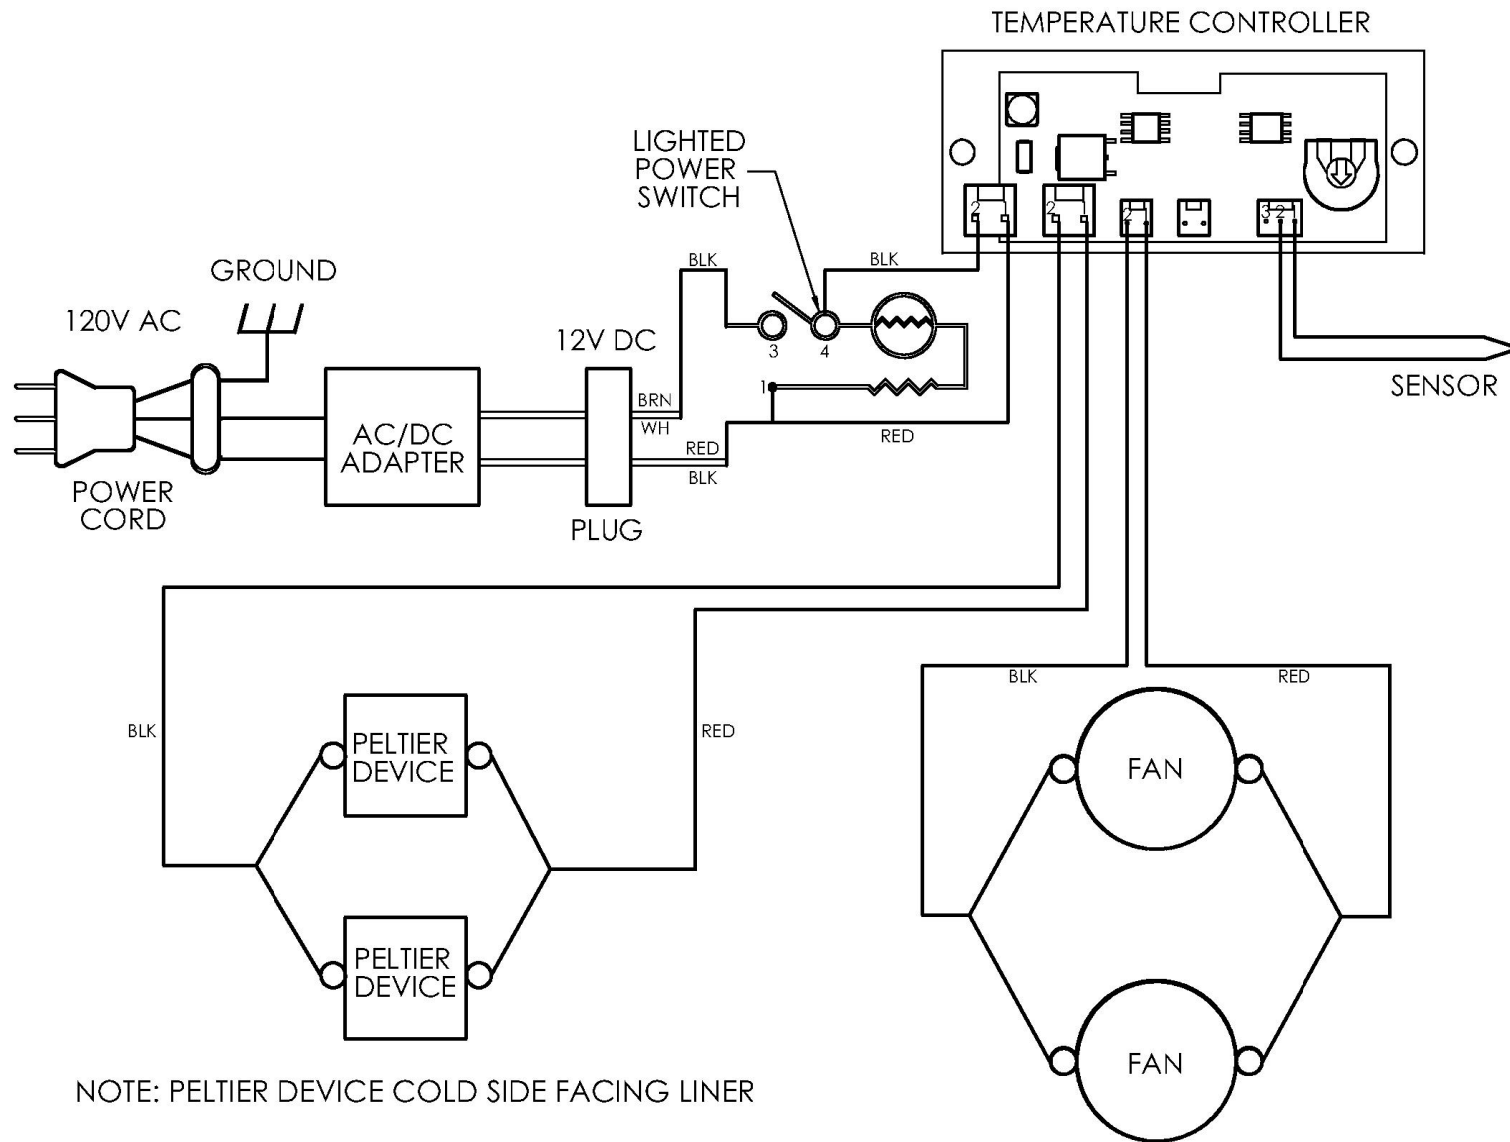 TEMPERATURE CONTROLLER
LIGHTED
POWER
SWITCH
2 1
2 1
2 1
3 2 1
GROUND
120V AC
12V DC
BLK
BLK
3
4
1
SENSOR
BRN
WH
RED
BLK
RED
AC/DC
ADAPTER
POWER
CORD
PLUG
BLK
RED
PELTIER
DEVICE
PELTIER
DEVICE
BLK
RED
FAN
FAN
NOTE: PELTIER DEVICE COLD SIDE FACING LINER